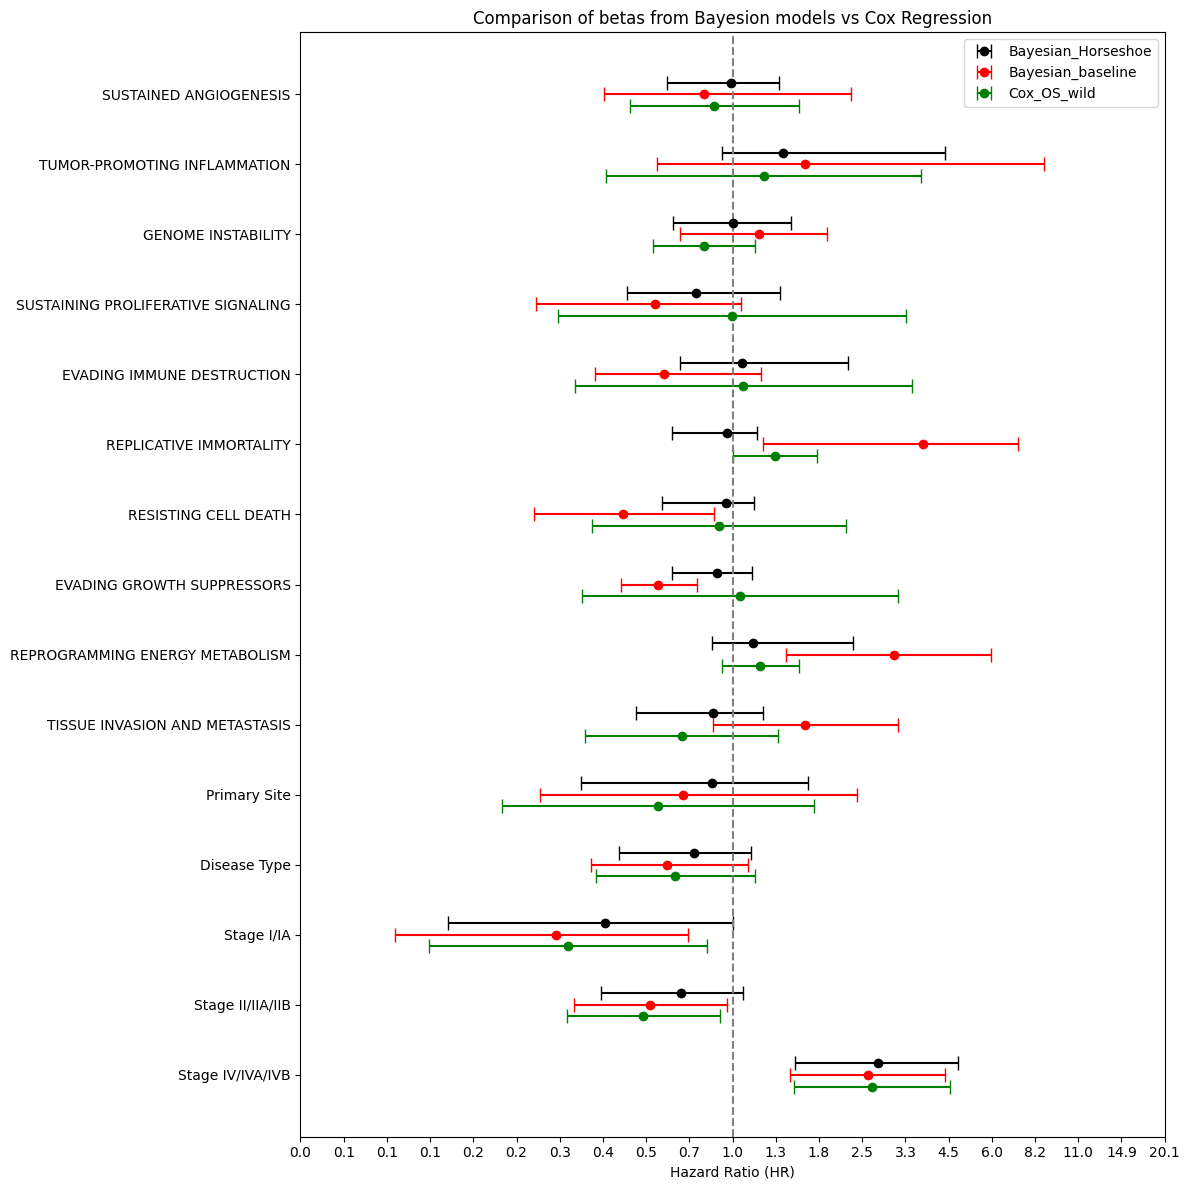 Comparison of betas from Bayesion models vs Cox Regression
Bayesian_Horseshoe
Bayesian_baseline
Cox_OS_wild
SUSTAINED ANGIOGENESIS
TUMOR-PROMOTING INFLAMMATION
GENOME INSTABILITY
SUSTAINING PROLIFERATIVE SIGNALING
EVADING IMMUNE DESTRUCTION
REPLICATIVE IMMORTALITY
RESISTING CELL DEATH
EVADING GROWTH SUPPRESSORS
REPROGRAMMING ENERGY METABOLISM
TISSUE INVASION AND METASTASIS
Primary Site
Disease Type
Stage I/IA
Stage II/IIA/IIB
Stage IV/IVA/IVB
0.0 0.1 0.1 0.1 0.2 0.2 0.3 0.4 0.5 0.7 1.0 1.3 1.8 2.5 3.3 4.5 6.0 8.2 11.0 14.9 20.1
Hazard Ratio (HR)